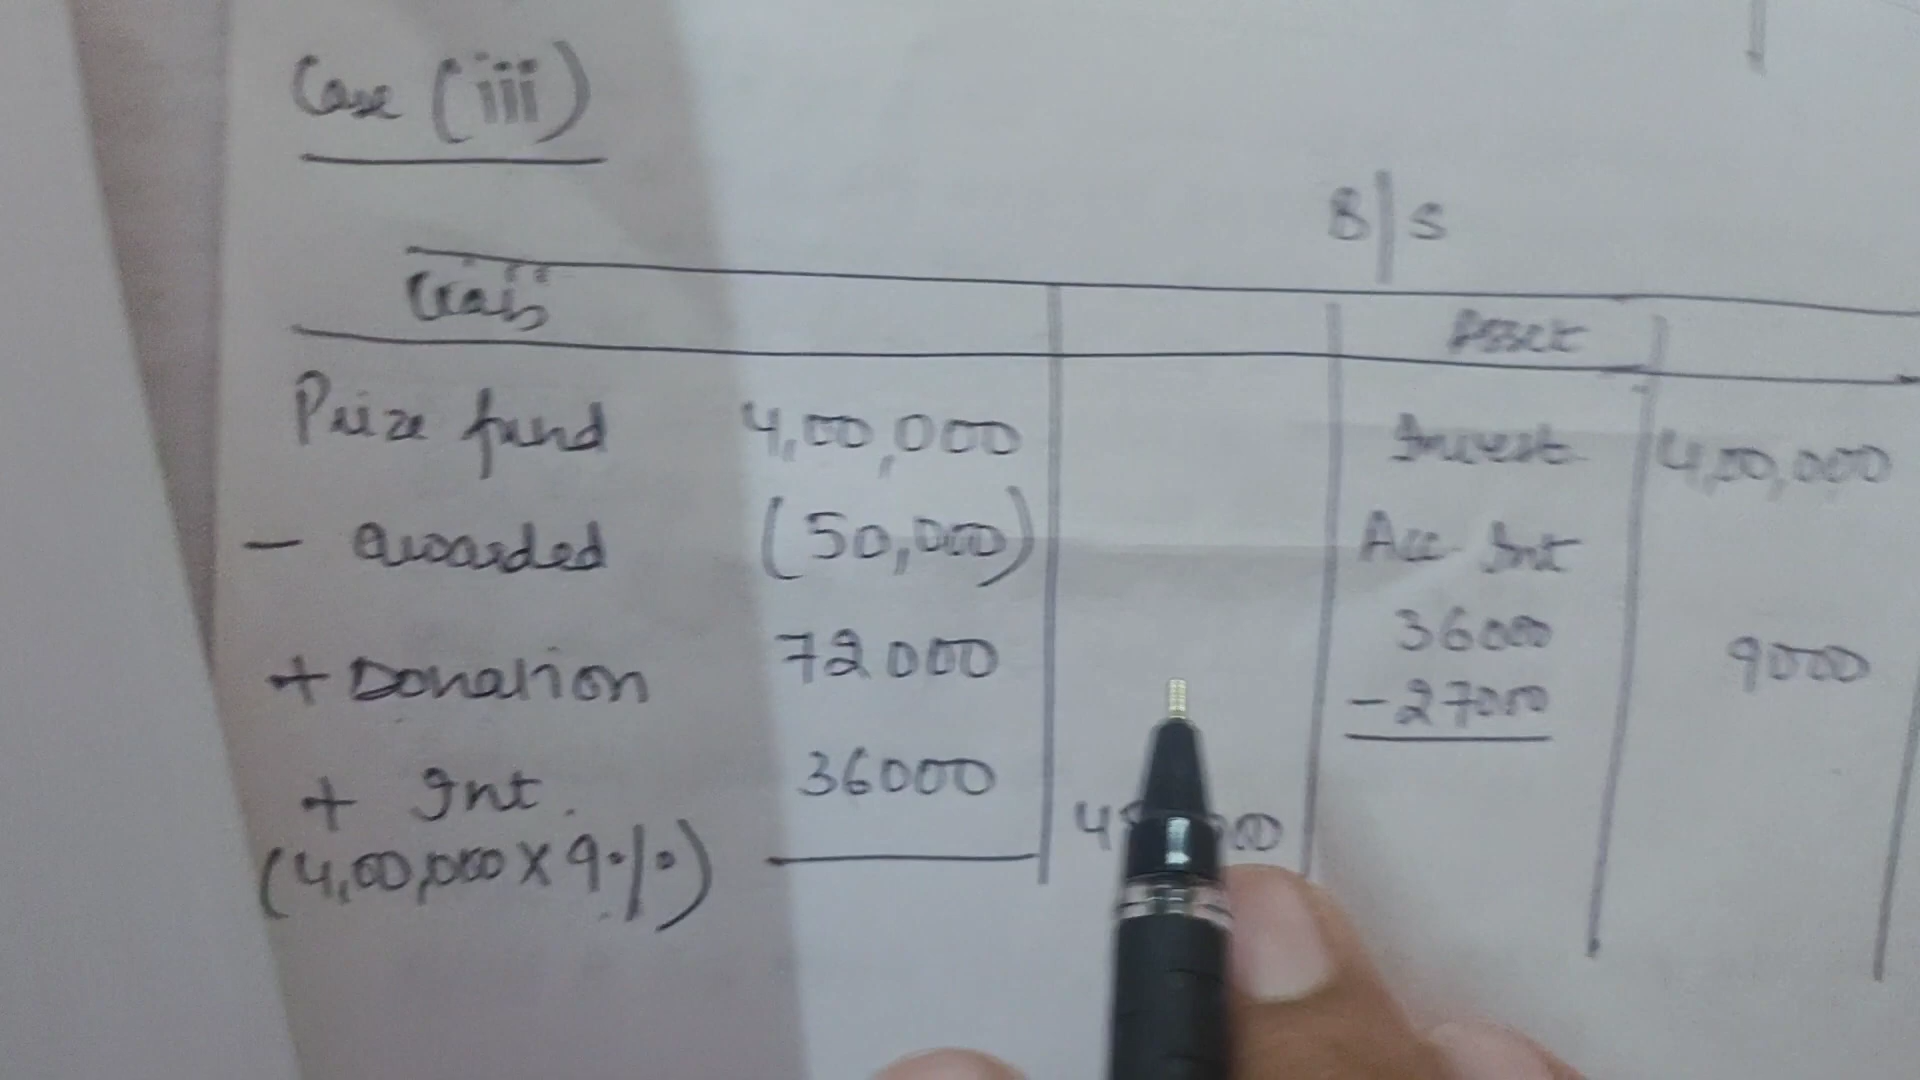 Case (iii)
B/S
Asset
Prize fund 4,00,000 Invest. 4,00,000
- awarded (50,000) Acc Int
+ Donation 72000 36000 9000
-27000
+ Int. 36000
(4,00,000 X 9%)